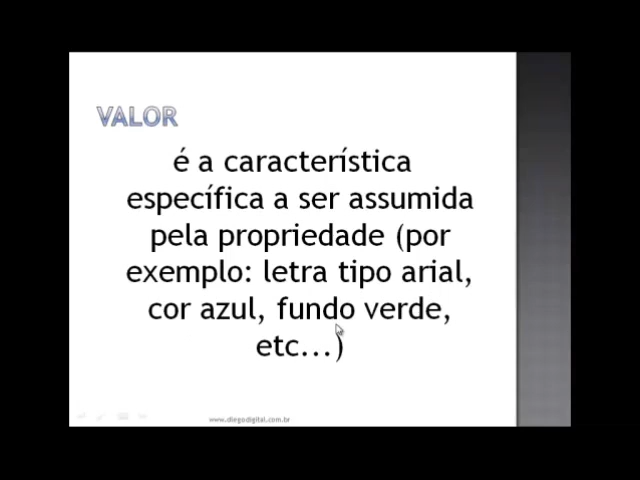 VALOR
é a característica
específica a ser assumida
pela propriedade (por
exemplo: letra tipo arial,
cor azul, fundo verde,
etc...)
www.diegodigital.com.br